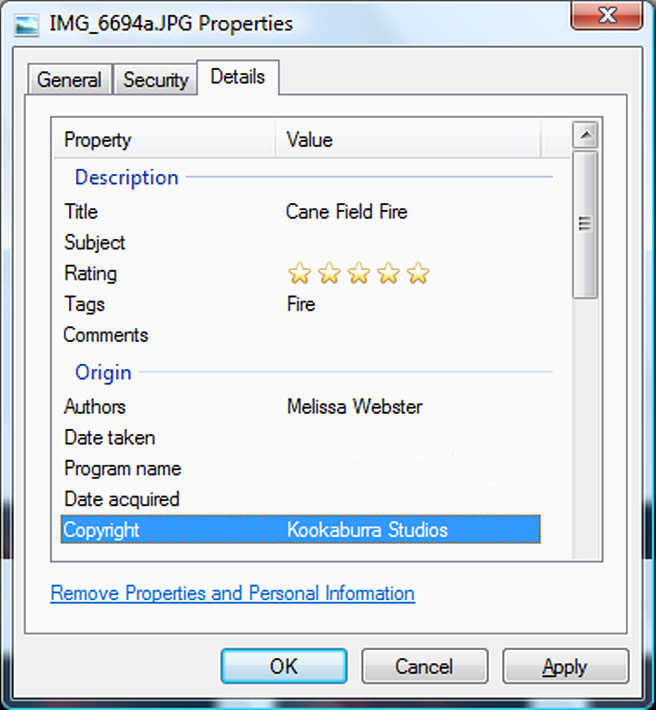 IMG_6694a.JPG Properties
General Security Details
Property Value
Description
Title Cane Field Fire
Subject
Rating
Tags Fire
Comments
Origin
Authors Melissa Webster
Date taken
Program name
Date acquired
Copyright Kookaburra Studios
Remove Properties and Personal Information
OK Cancel Apply